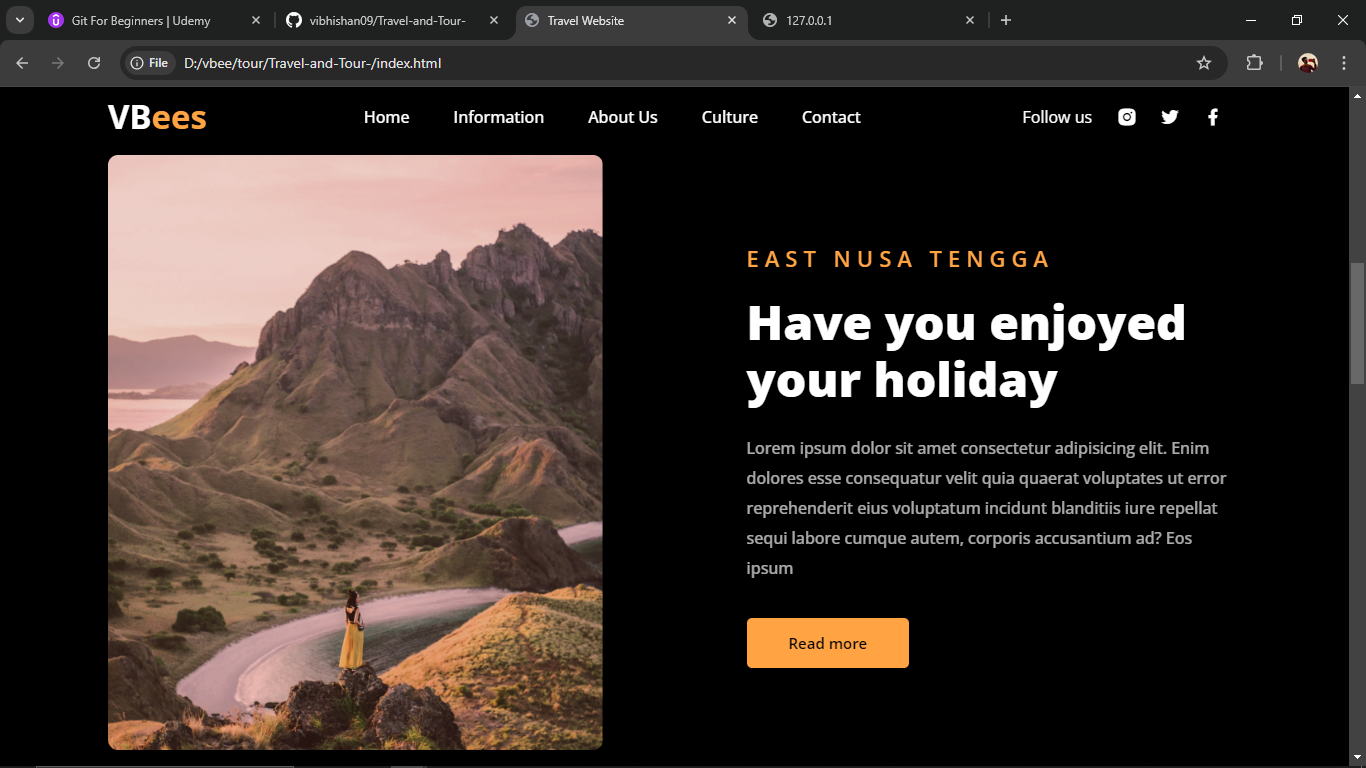 Git For Beginners | Udemy
vibhishan09/Travel-and-Tour-
Travel Website
127.0.0.1
File
D:/vbee/tour/Travel-and-Tour-/index.html
VBees
Home
Information
About Us
Culture
Contact
Follow us
EAST NUSA TENGGA
Have you enjoyed
your holiday
Lorem ipsum dolor sit amet consectetur adipisicing elit. Enim
dolores esse consequatur velit quia quaerat voluptates ut error
reprehenderit eius voluptatum incidunt blanditiis iure repellat
sequi labore cumque autem, corporis accusantium ad? Eos
ipsum
Read more